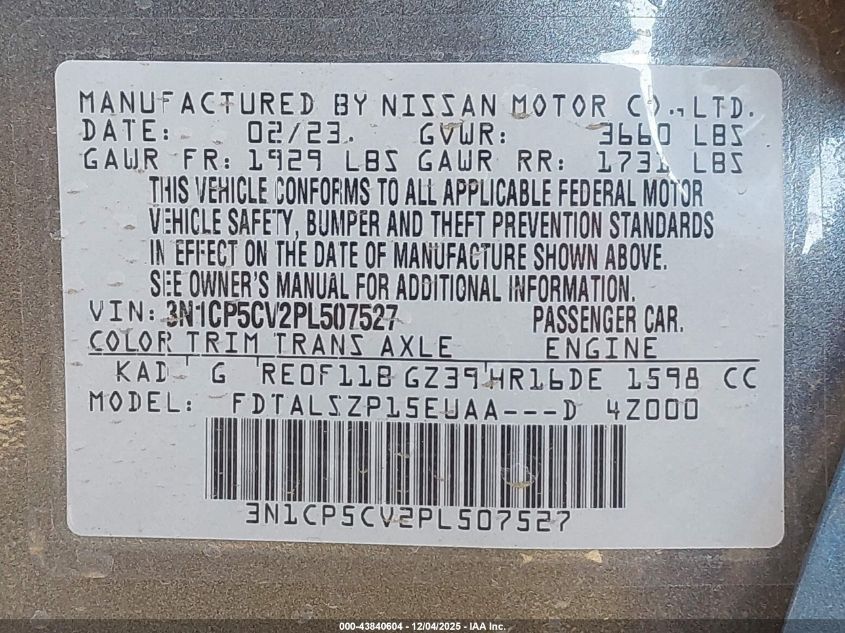 MANUFACTURED BY NISSAN MOTOR CO., LTD.
DATE: 02/23. GVWR: 3660 LBS
GAWR FR: 1929 LBS GAWR RR: 1731 LBS
THIS VEHICLE CONFORMS TO ALL APPLICABLE FEDERAL MOTOR
VEHICLE SAFETY, BUMPER AND THEFT PREVENTION STANDARDS
IN EFFECT ON THE DATE OF MANUFACTURE SHOWN ABOVE.
SEE OWNER'S MANUAL FOR ADDITIONAL INFORMATION.
VIN: 3N1CP5CV2PL507527 PASSENGER CAR.
COLOR TRIM TRANS AXLE ENGINE
KAD G RE0F11B GZ39 HR16DE 1598 CC
MODEL: FDTALSZP15EUAA---D 4Z000
3N1CP5CV2PL507527
000-43840604 - 12/04/2025 - IAA Inc.